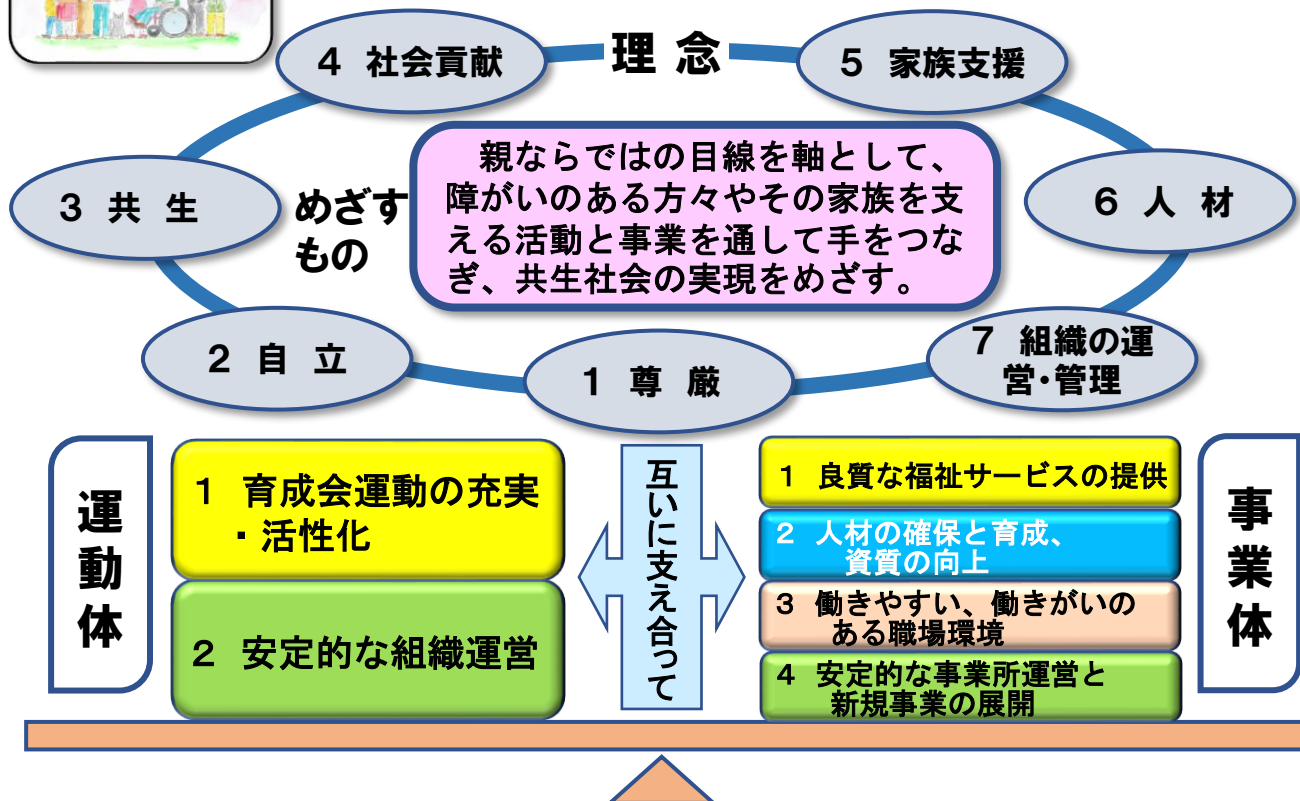 理 念
4 社会貢献
5 家族支援
3 共 生
6 人 材
めざす
もの
親ならではの目線を軸として、
障がいのある方々やその家族を支
える活動と事業を通して手をつな
ぎ、共生社会の実現をめざす。
2 自 立
1 尊 厳
7 組織の運
営・管理
運動体
1 育成会運動の充実
・活性化
2 安定的な組織運営
互いに支え合って
1 良質な福祉サービスの提供
2 人材の確保と育成、
資質の向上
3 働きやすい、働きがいの
ある職場環境
4 安定的な事業所運営と
新規事業の展開
事業体